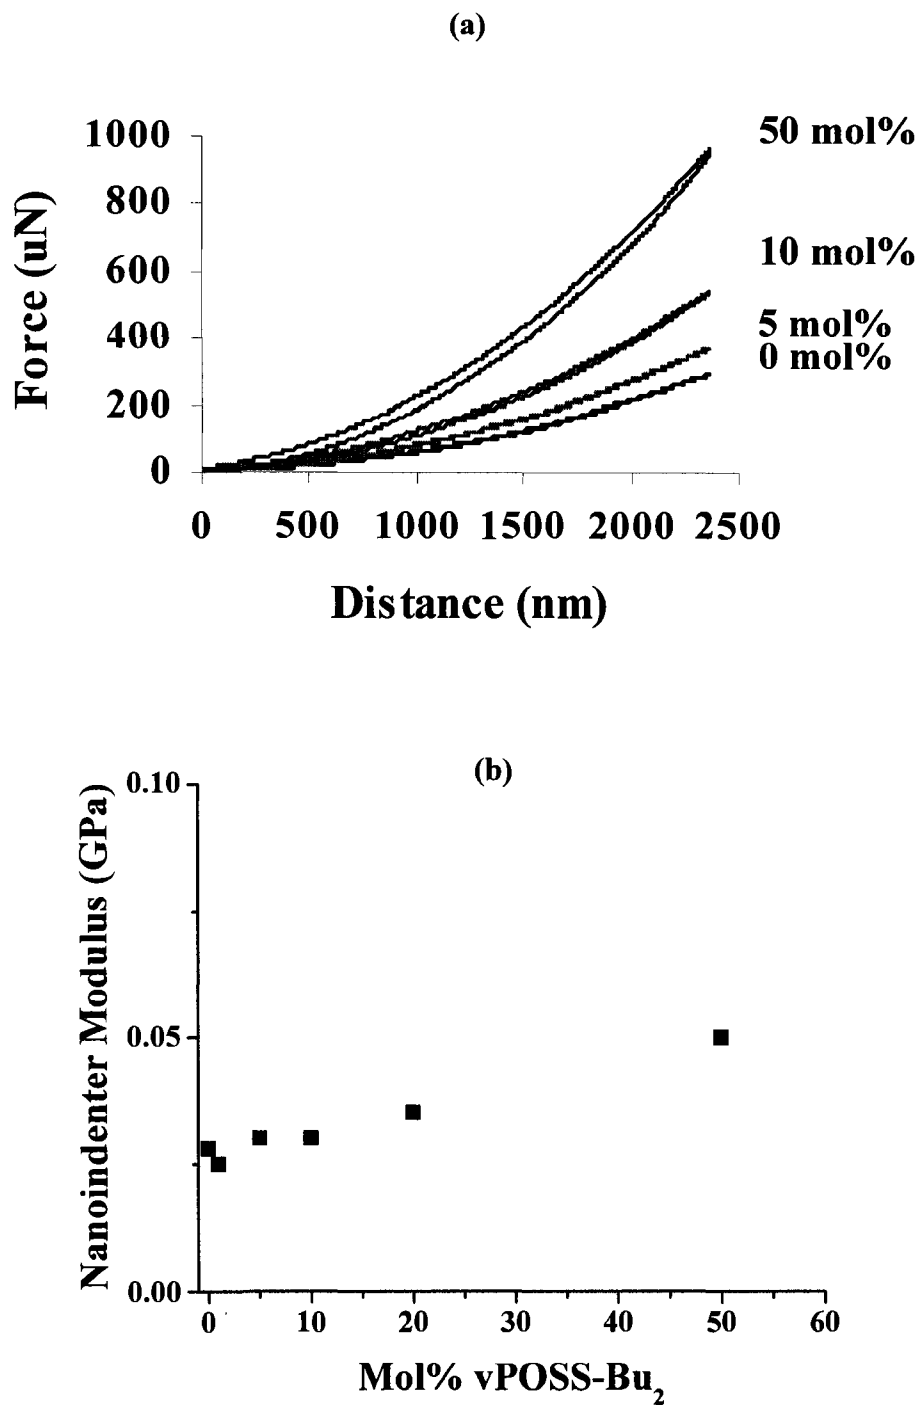 (a)
1000
800
600
400
200
0
50 mol%
10 mol%
5 mol%
0 mol%
Force (uN)
0 500 1000 1500 2000 2500
Distance (nm)
(b)
0.10
0.05
0.00
Nanoindenter Modulus (GPa)
0 10 20 30 40 50 60
Mol% vPOSS-Bu₂